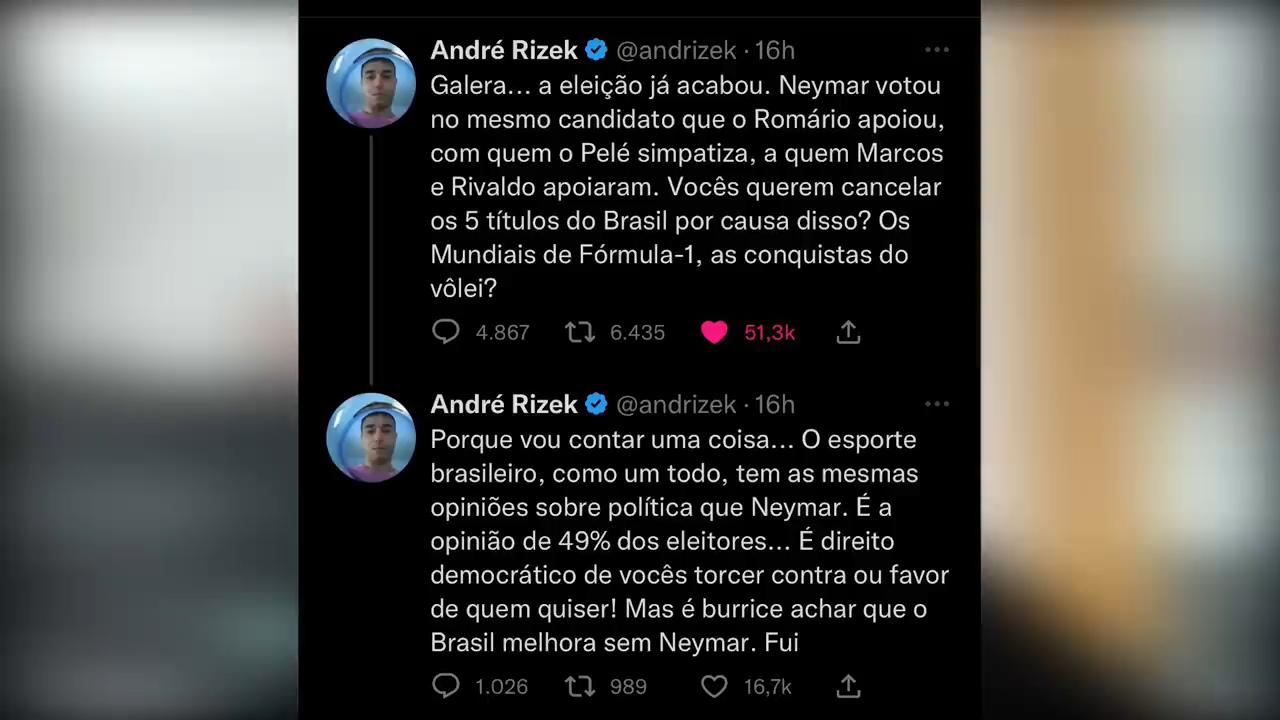 André Rizek @andrizek · 16h
Galera... a eleição já acabou. Neymar votou
no mesmo candidato que o Romário apoiou,
com quem o Pelé simpatiza, a quem Marcos
e Rivaldo apoiaram. Vocês querem cancelar
os 5 títulos do Brasil por causa disso? Os
Mundiais de Fórmula-1, as conquistas do
vôlei?
4.867 6.435 51,3k
André Rizek @andrizek · 16h
Porque vou contar uma coisa... O esporte
brasileiro, como um todo, tem as mesmas
opiniões sobre política que Neymar. É a
opinião de 49% dos eleitores... É direito
democrático de vocês torcer contra ou favor
de quem quiser! Mas é burrice achar que o
Brasil melhora sem Neymar. Fui
1.026 989 16,7k